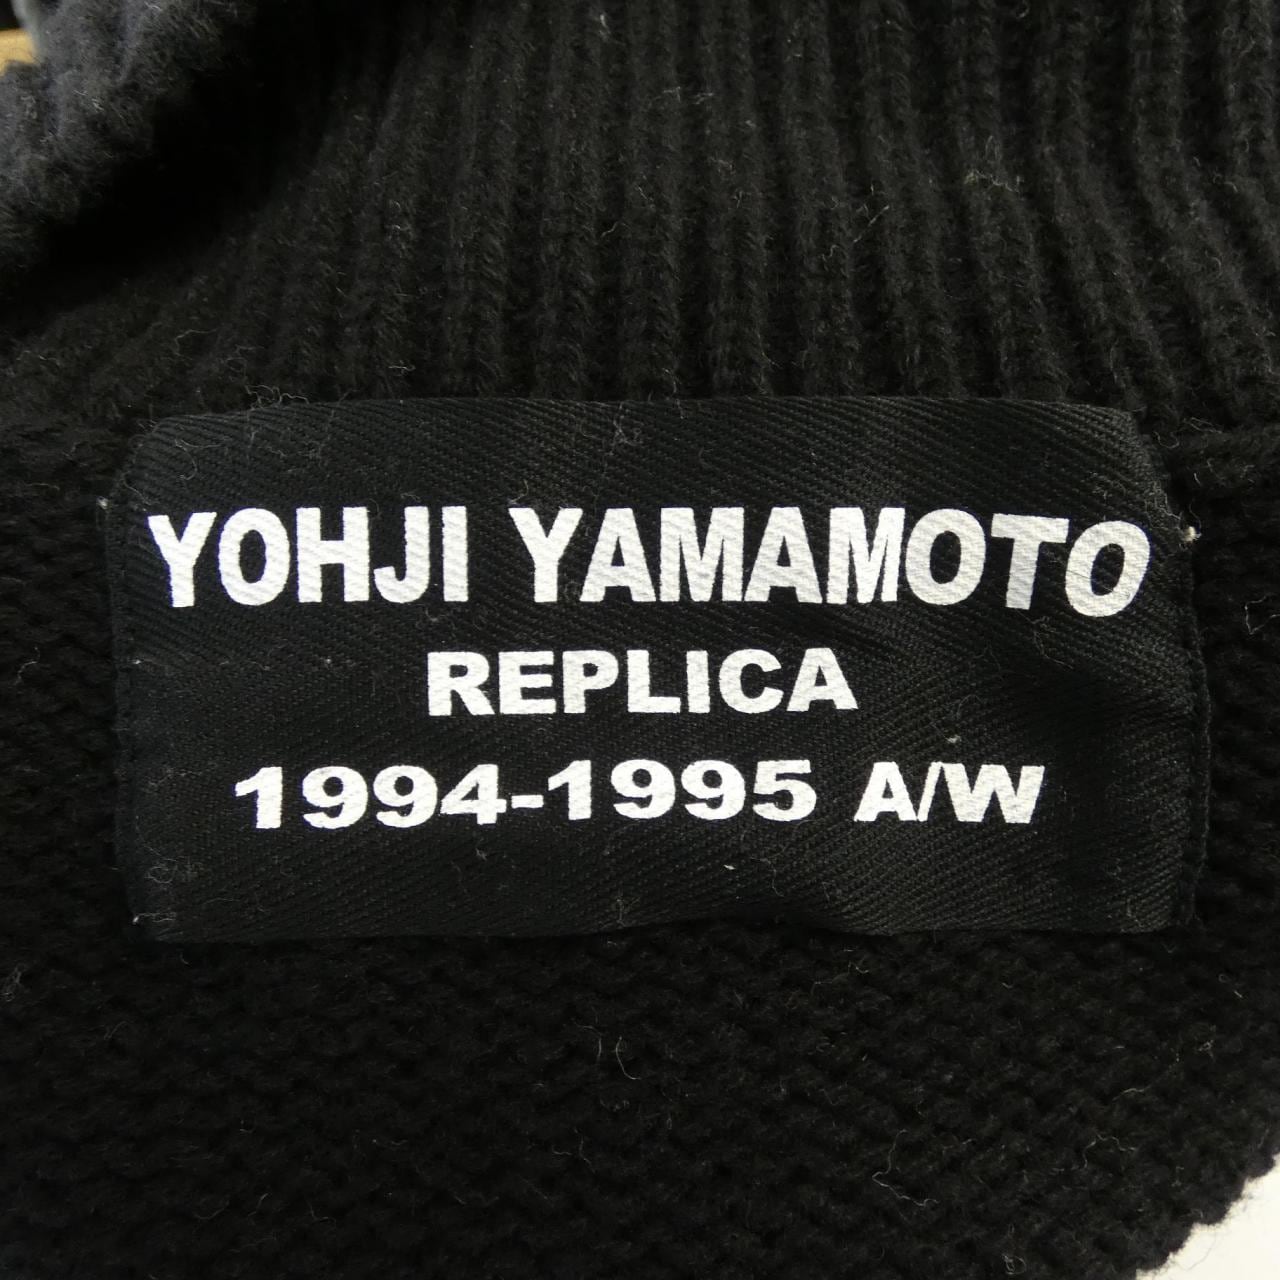 YOHJI YAMAMOTO
REPLICA
1994-1995 A/W